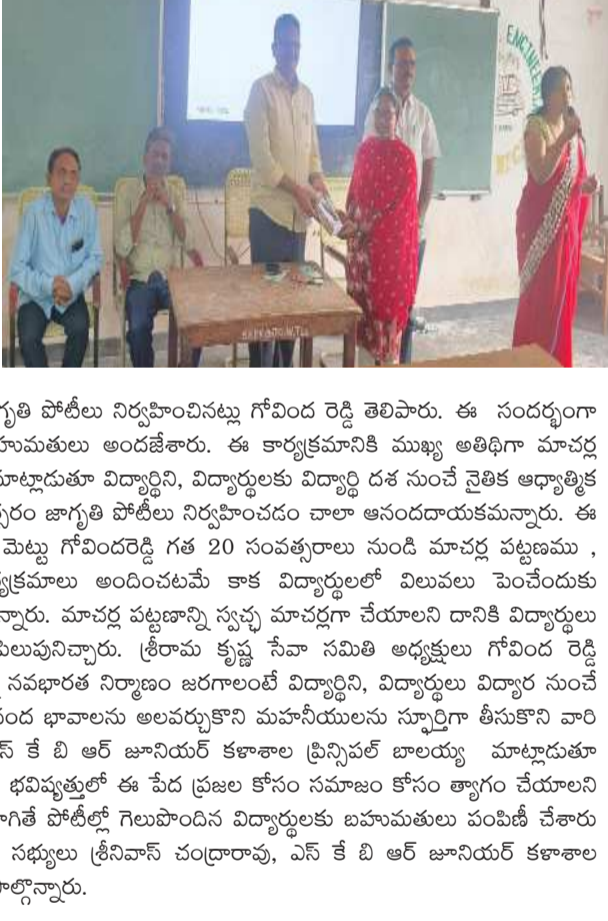 ENGINEERI
గృతి పోటీలు నిర్వహించినట్లు గోవింద రెడ్డి తెలిపారు. ఈ సందర్భంగా
హుమతులు అందజేశారు. ఈ కార్యక్రమానికి ముఖ్య అతిథిగా మాచర్ల
మాట్లాడుతూ విద్యార్థిని, విద్యార్థులకు విద్యార్థి దశ నుంచే నైతిక ఆధ్యాత్మిక
్సరం జాగృతి పోటీలు నిర్వహించడం చాలా ఆనందదాయకమన్నారు. ఈ
మెట్టు గోవిందరెడ్డి గత 20 సంవత్సరాలు నుండి మాచర్ల పట్టణము ,
్యక్రమాలు అందించటమే కాక విద్యార్థులలో విలువలు పెంచేందుకు
న్నారు. మాచర్ల పట్టణాన్ని స్వచ్ఛ మాచర్లగా చేయాలని దానికి విద్యార్థులు
పిలుపునిచ్చారు. శ్రీరామ కృష్ణ సేవా సమితి అధ్యక్షులు గోవింద రెడ్డి
నవభారత నిర్మాణం జరగాలంటే విద్యార్థిని, విద్యార్థులు విద్యార నుంచే
నంద భావాలను అలవర్చుకొని మహనీయులను స్ఫూర్తిగా తీసుకొని వారి
స్ కే బి ఆర్ జూనియర్ కళాశాల ప్రిన్సిపల్ బాలయ్య మాట్లాడుతూ
భవిష్యత్తులో ఈ పేద ప్రజల కోసం సమాజం కోసం త్యాగం చేయాలని
గితే పోటీల్లో గెలుపొందిన విద్యార్థులకు బహుమతులు పంపిణీ చేశారు
సభ్యులు శ్రీనివాస్ చంద్రారావు, ఎస్ కే బి ఆర్ జూనియర్ కళాశాల
పాల్గొన్నారు.